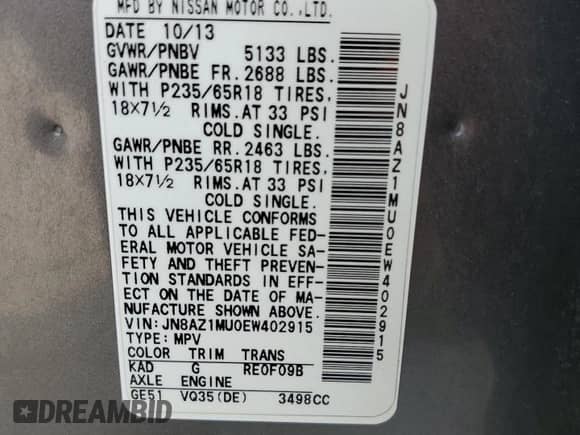 MFD BY NISSAN MOTOR CO.,LTD.
DATE 10/13
GVWR/PNBV 5133 LBS.
GAWR/PNBE FR. 2688 LBS.
WITH P235/65R18 TIRES,
18×7½ RIMS. AT 33 PSI
COLD SINGLE.
GAWR/PNBE RR. 2463 LBS.
WITH P235/65R18 TIRES,
18×7½ RIMS. AT 33 PSI
COLD SINGLE.
THIS VEHICLE CONFORMS
TO ALL APPLICABLE FED-
ERAL MOTOR VEHICLE SA-
FETY AND THEFT PREVEN-
TION STANDARDS IN EFF-
ECT ON THE DATE OF MA-
NUFACTURE SHOWN ABOVE.
VIN: JN8AZ1MU0EW402915
TYPE: MPV
COLOR TRIM TRANS
KAD G RE0F09B
AXLE ENGINE
GE51 VQ35(DE) 3498CC
JN8AZ1MU0EW402915
DREAMBID